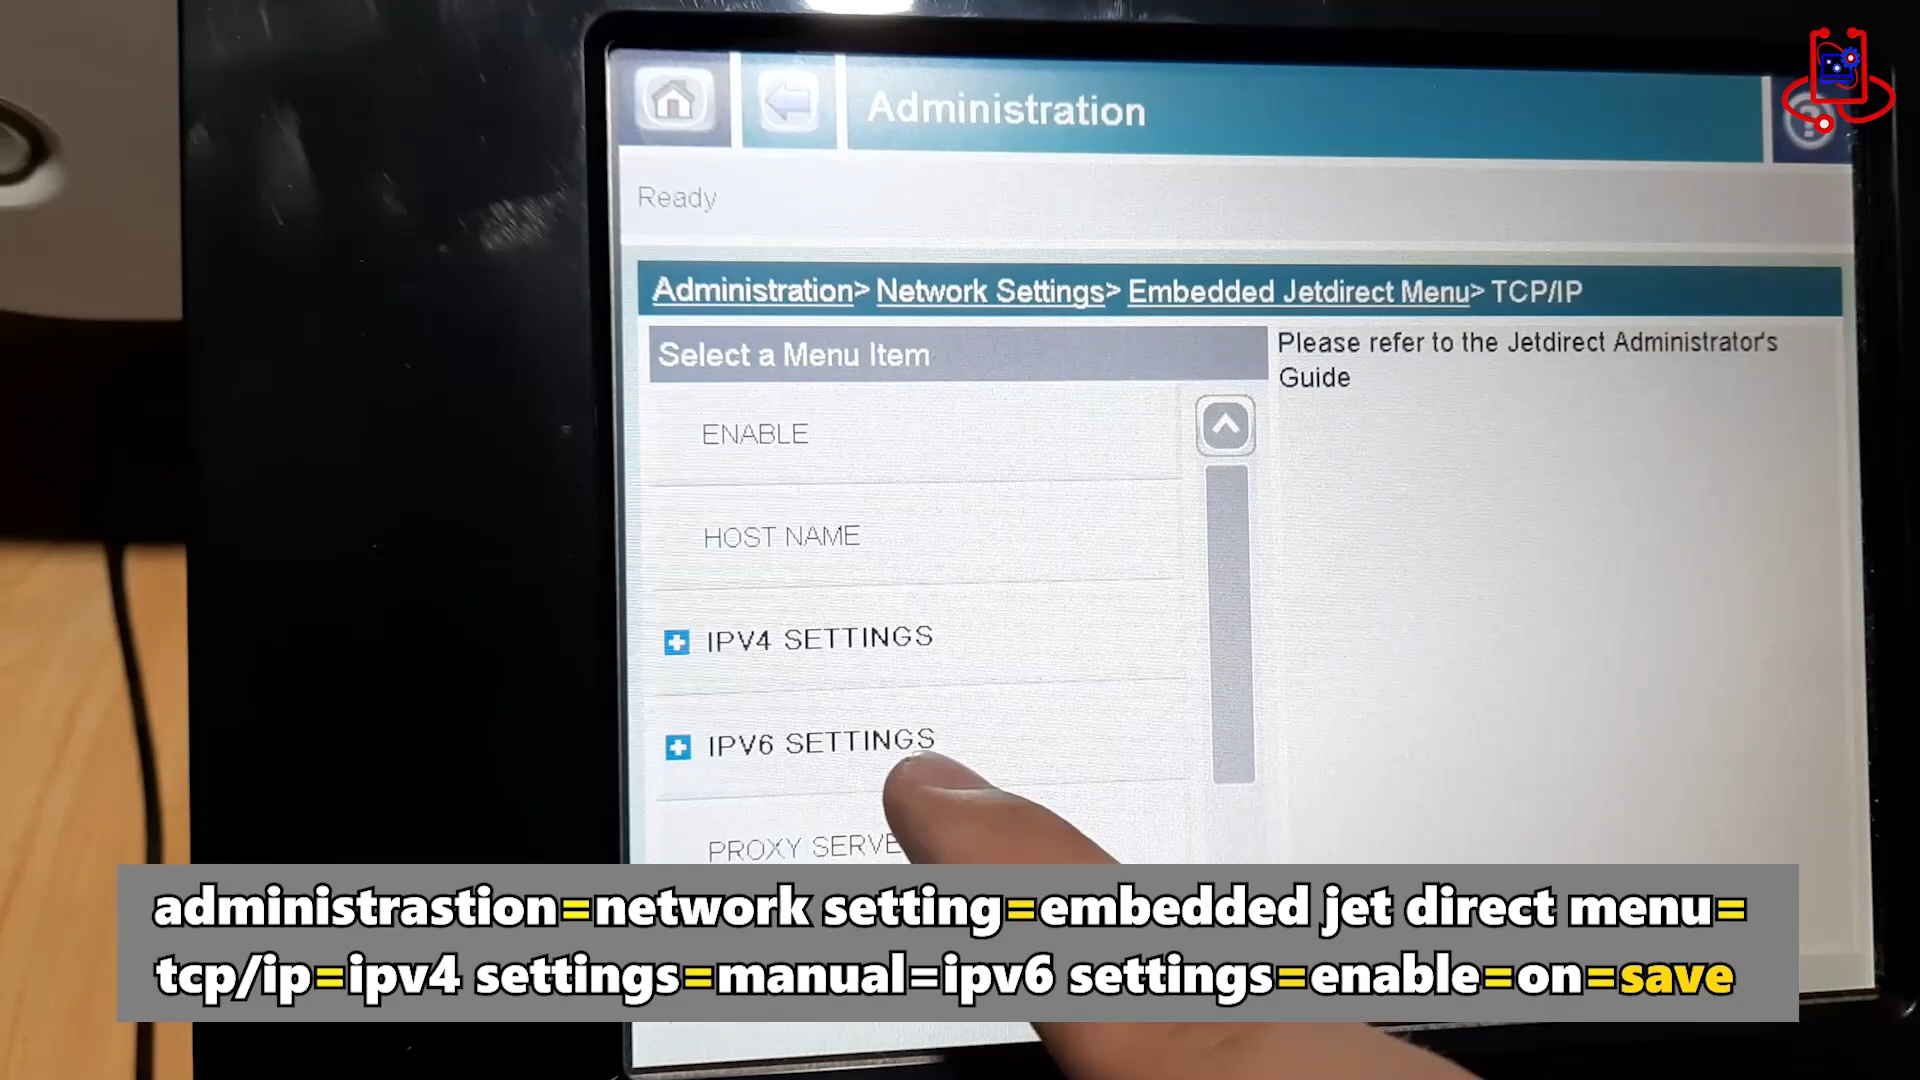 Administration
?
Ready
Administration> Network Settings> Embedded Jetdirect Menu> TCP/IP
Select a Menu Item
Please refer to the Jetdirect Administrator's
Guide
ENABLE
HOST NAME
IPV4 SETTINGS
IPV6 SETTINGS
PROXY SERVE
administrastion=network setting=embedded jet direct menu=
tcp/ip=ipv4 settings=manual=ipv6 settings=enable=on=save